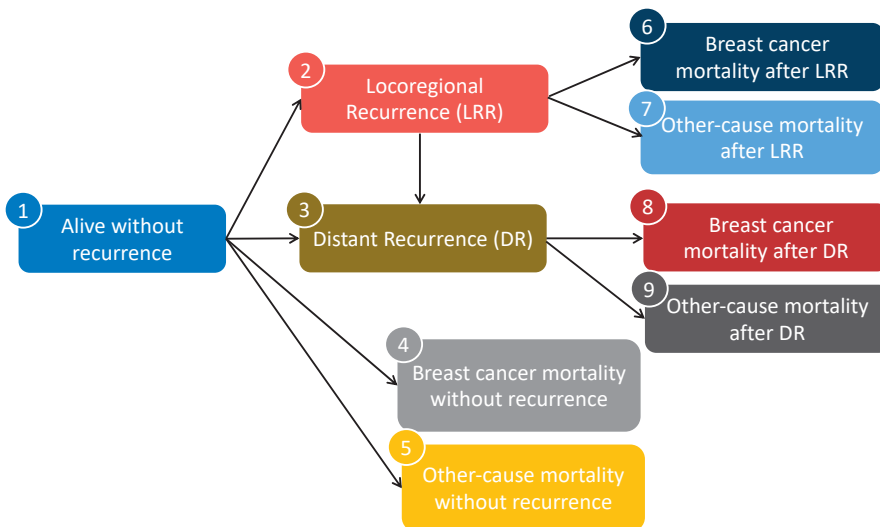 1
Alive without
recurrence
2
Locoregional
Recurrence (LRR)
3
Distant Recurrence (DR)
4
Breast cancer mortality
without recurrence
5
Other-cause mortality
without recurrence
6
Breast cancer
mortality after LRR
7
Other-cause mortality
after LRR
8
Breast cancer
mortality after DR
9
Other-cause mortality
after DR